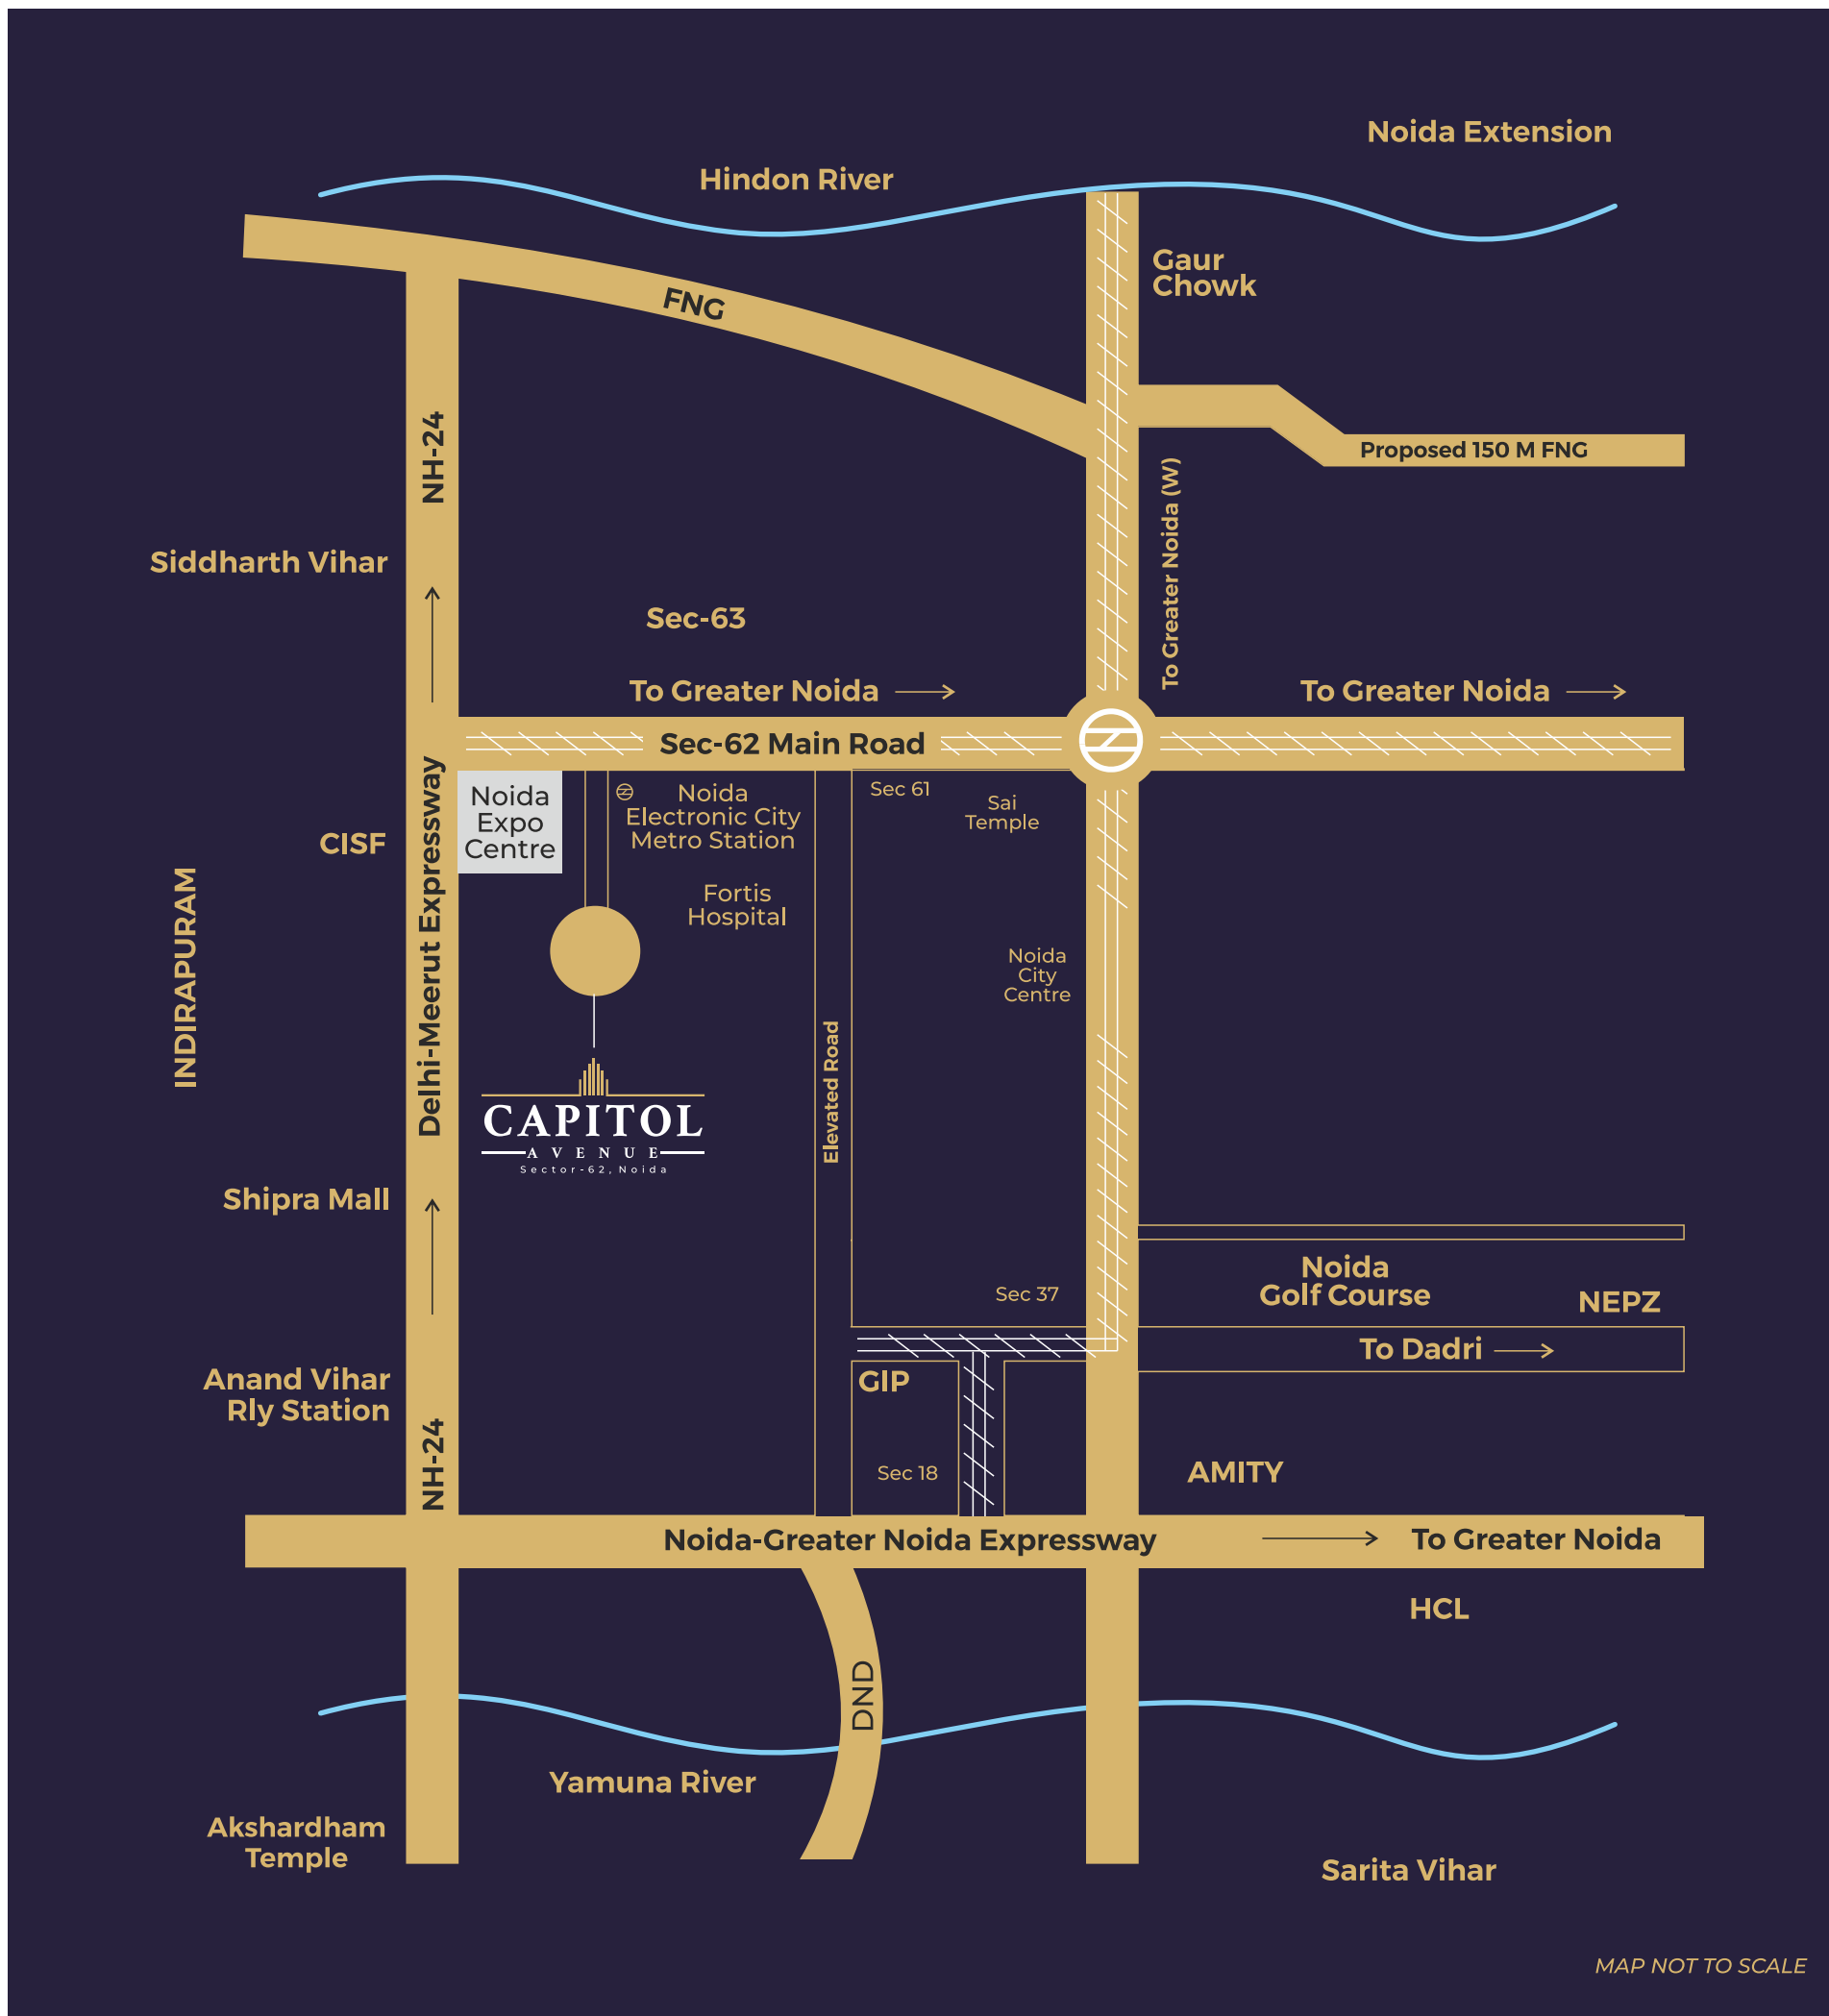 Noida Extension
Hindon River
Gaur
Chowk
FNG
NH-24
Proposed 150 M FNG
To Greater Noida (W)
Siddharth Vihar
Sec-63
To Greater Noida
To Greater Noida
Sec-62 Main Road
Noida
Expo
Centre
Noida
Electronic City
Metro Station
Sec 61
Sai
Temple
CISF
Delhi-Meerut Expressway
INDIRAPURAM
Fortis
Hospital
Noida
City
Centre
Elevated Road
CAPITOL
AVENUE
Sector-62, Noida
Shipra Mall
Sec 37
Noida
Golf Course
NEPZ
To Dadri
Anand Vihar
Rly Station
GIP
NH-24
Sec 18
AMITY
Noida-Greater Noida Expressway
To Greater Noida
HCL
DND
Yamuna River
Akshardham
Temple
Sarita Vihar
MAP NOT TO SCALE